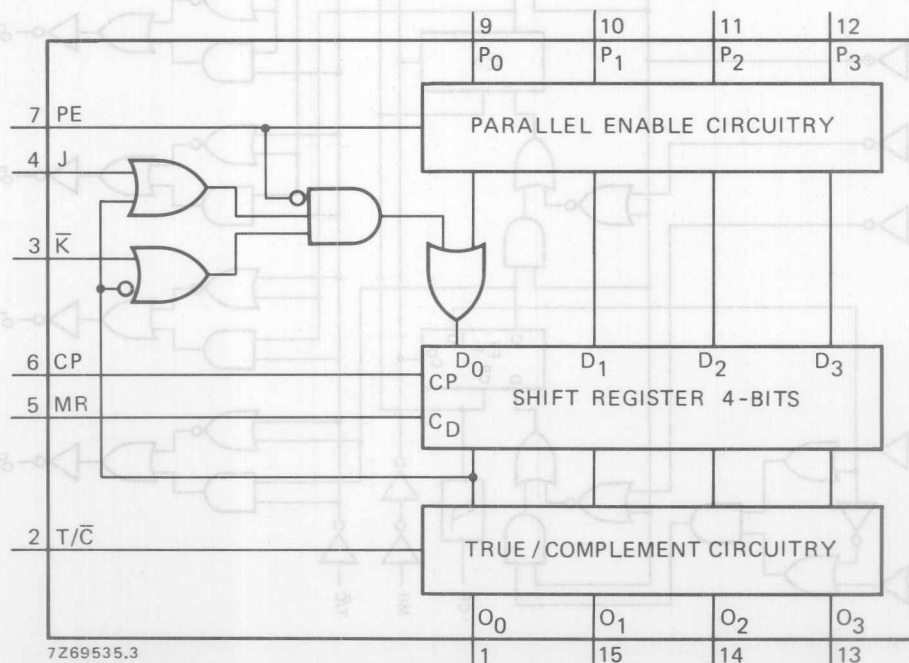 9 10 11 12
P0 P1 P2 P3
7 PE
PARALLEL ENABLE CIRCUITRY
4 J
3 K̅
D0 D1 D2 D3
6 CP
CP
SHIFT REGISTER 4-BITS
5 MR
CD
2 T/C̅
TRUE/COMPLEMENT CIRCUITRY
O0 O1 O2 O3
7Z69535.3
1 15 14 13